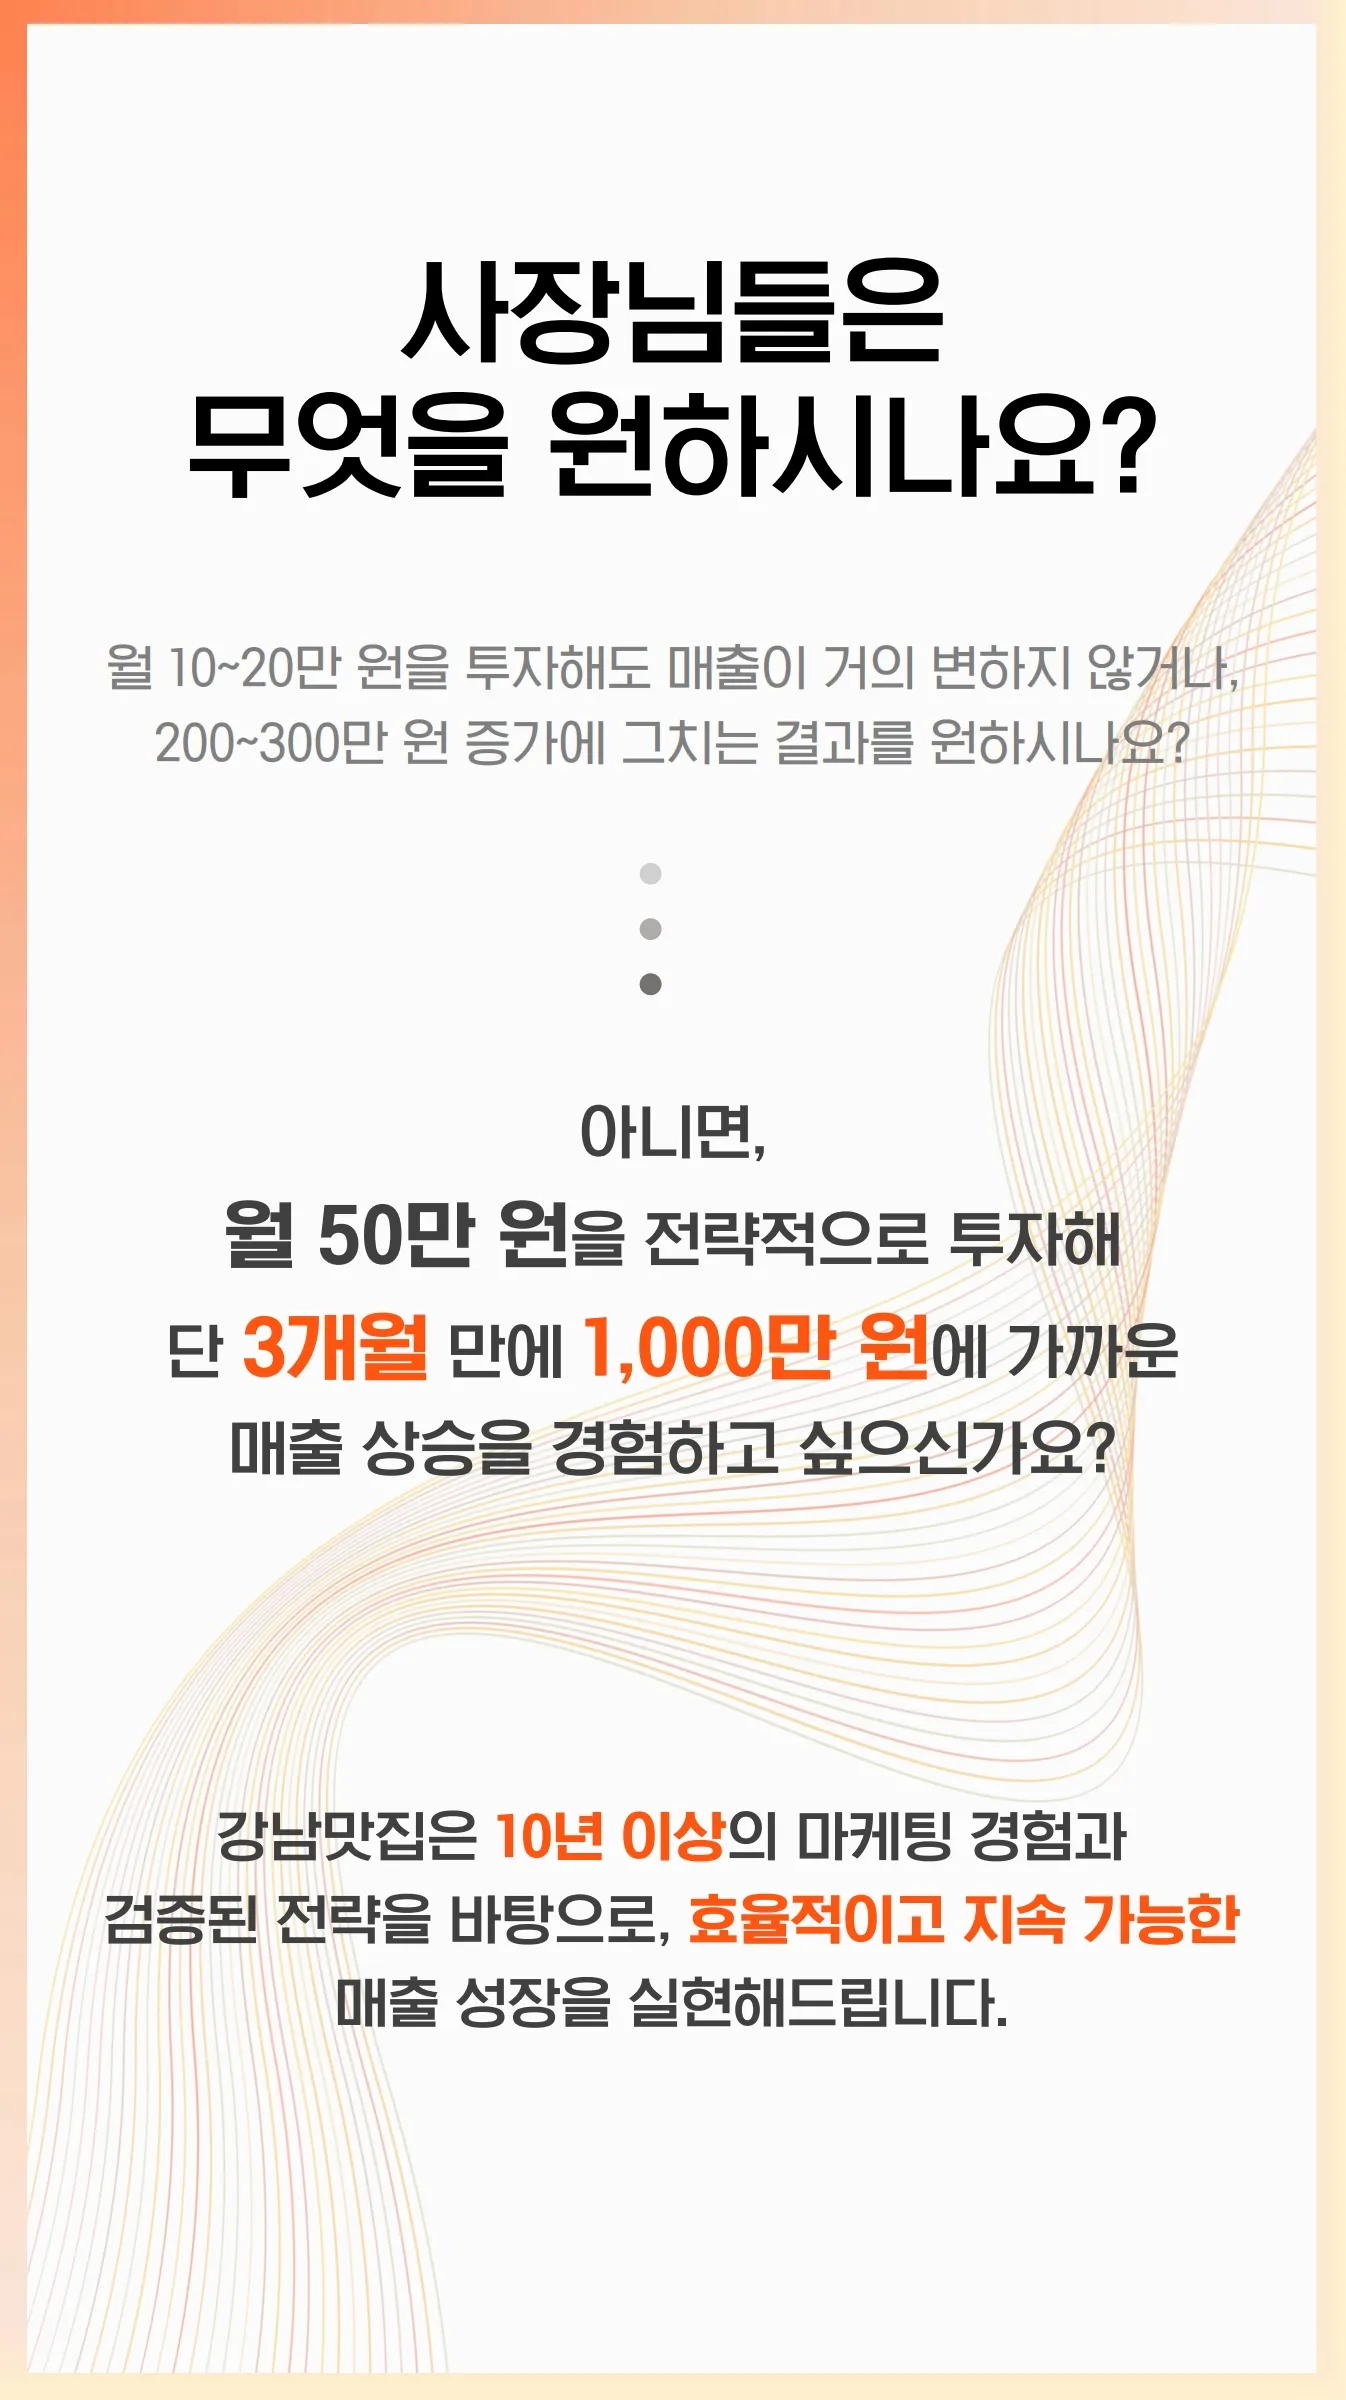 사장님들은
무엇을 원하시나요?
월 10~20만 원을 투자해도 매출이 거의 변하지 않거나,
200~300만 원 증가에 그치는 결과를 원하시나요?
아니면,
월 50만 원을 전략적으로 투자해
단 3개월 만에 1,000만 원에 가까운
매출 상승을 경험하고 싶으신가요?
강남맛집은 10년 이상의 마케팅 경험과
검증된 전략을 바탕으로, 효율적이고 지속 가능한
매출 성장을 실현해드립니다.